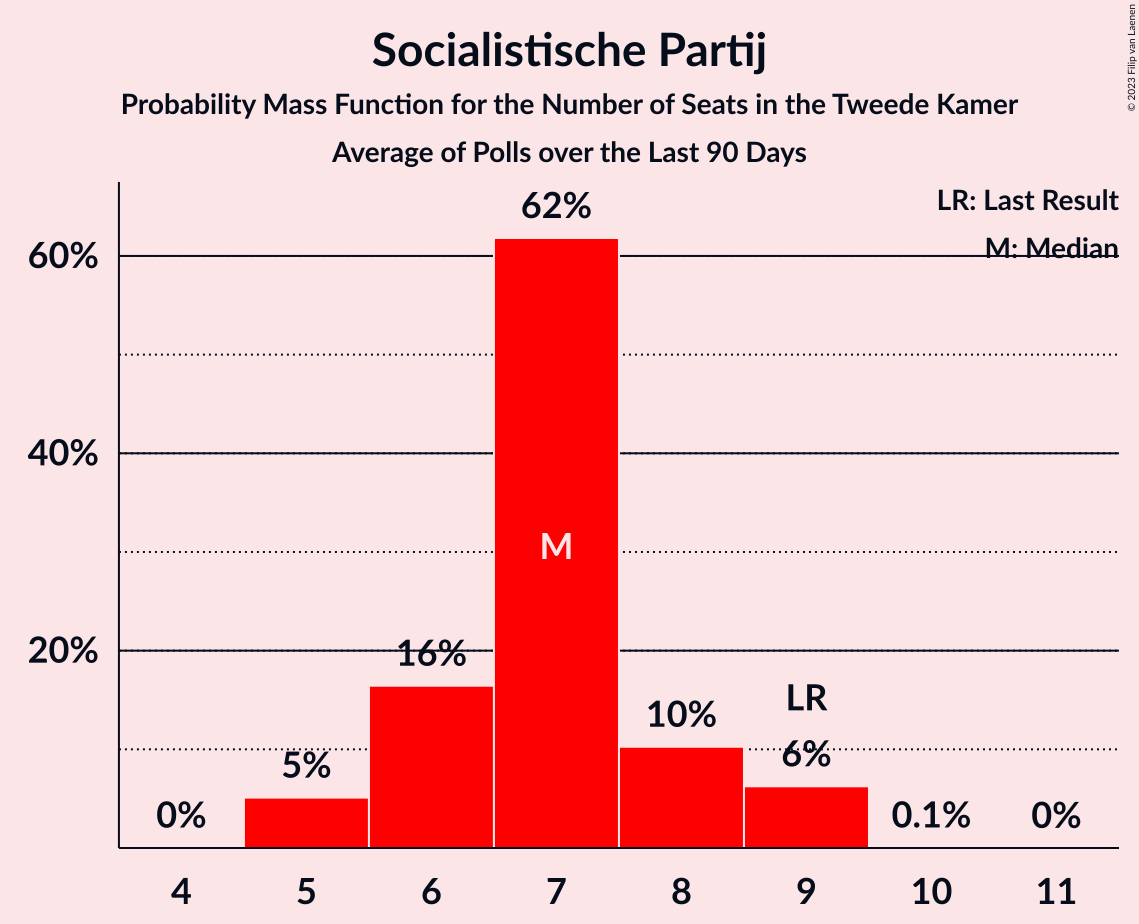 Socialistische Partij
Probability Mass Function for the Number of Seats in the Tweede Kamer
Average of Polls over the Last 90 Days
© 2023 Filip van Laenen
LR: Last Result
M: Median
60%
40%
20%
0%
5%
16%
62%
M
10%
LR
6%
0.1%
0%
4 5 6 7 8 9 10 11